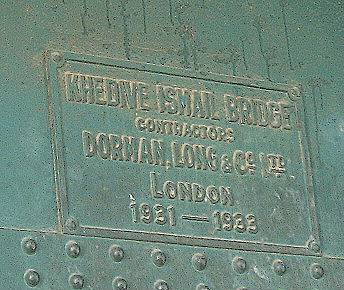 KHEDIVE ISMAIL BRIDGE
CONTRACTORS
DORMAN, LONG & Co LTD
LONDON
1931 — 1933